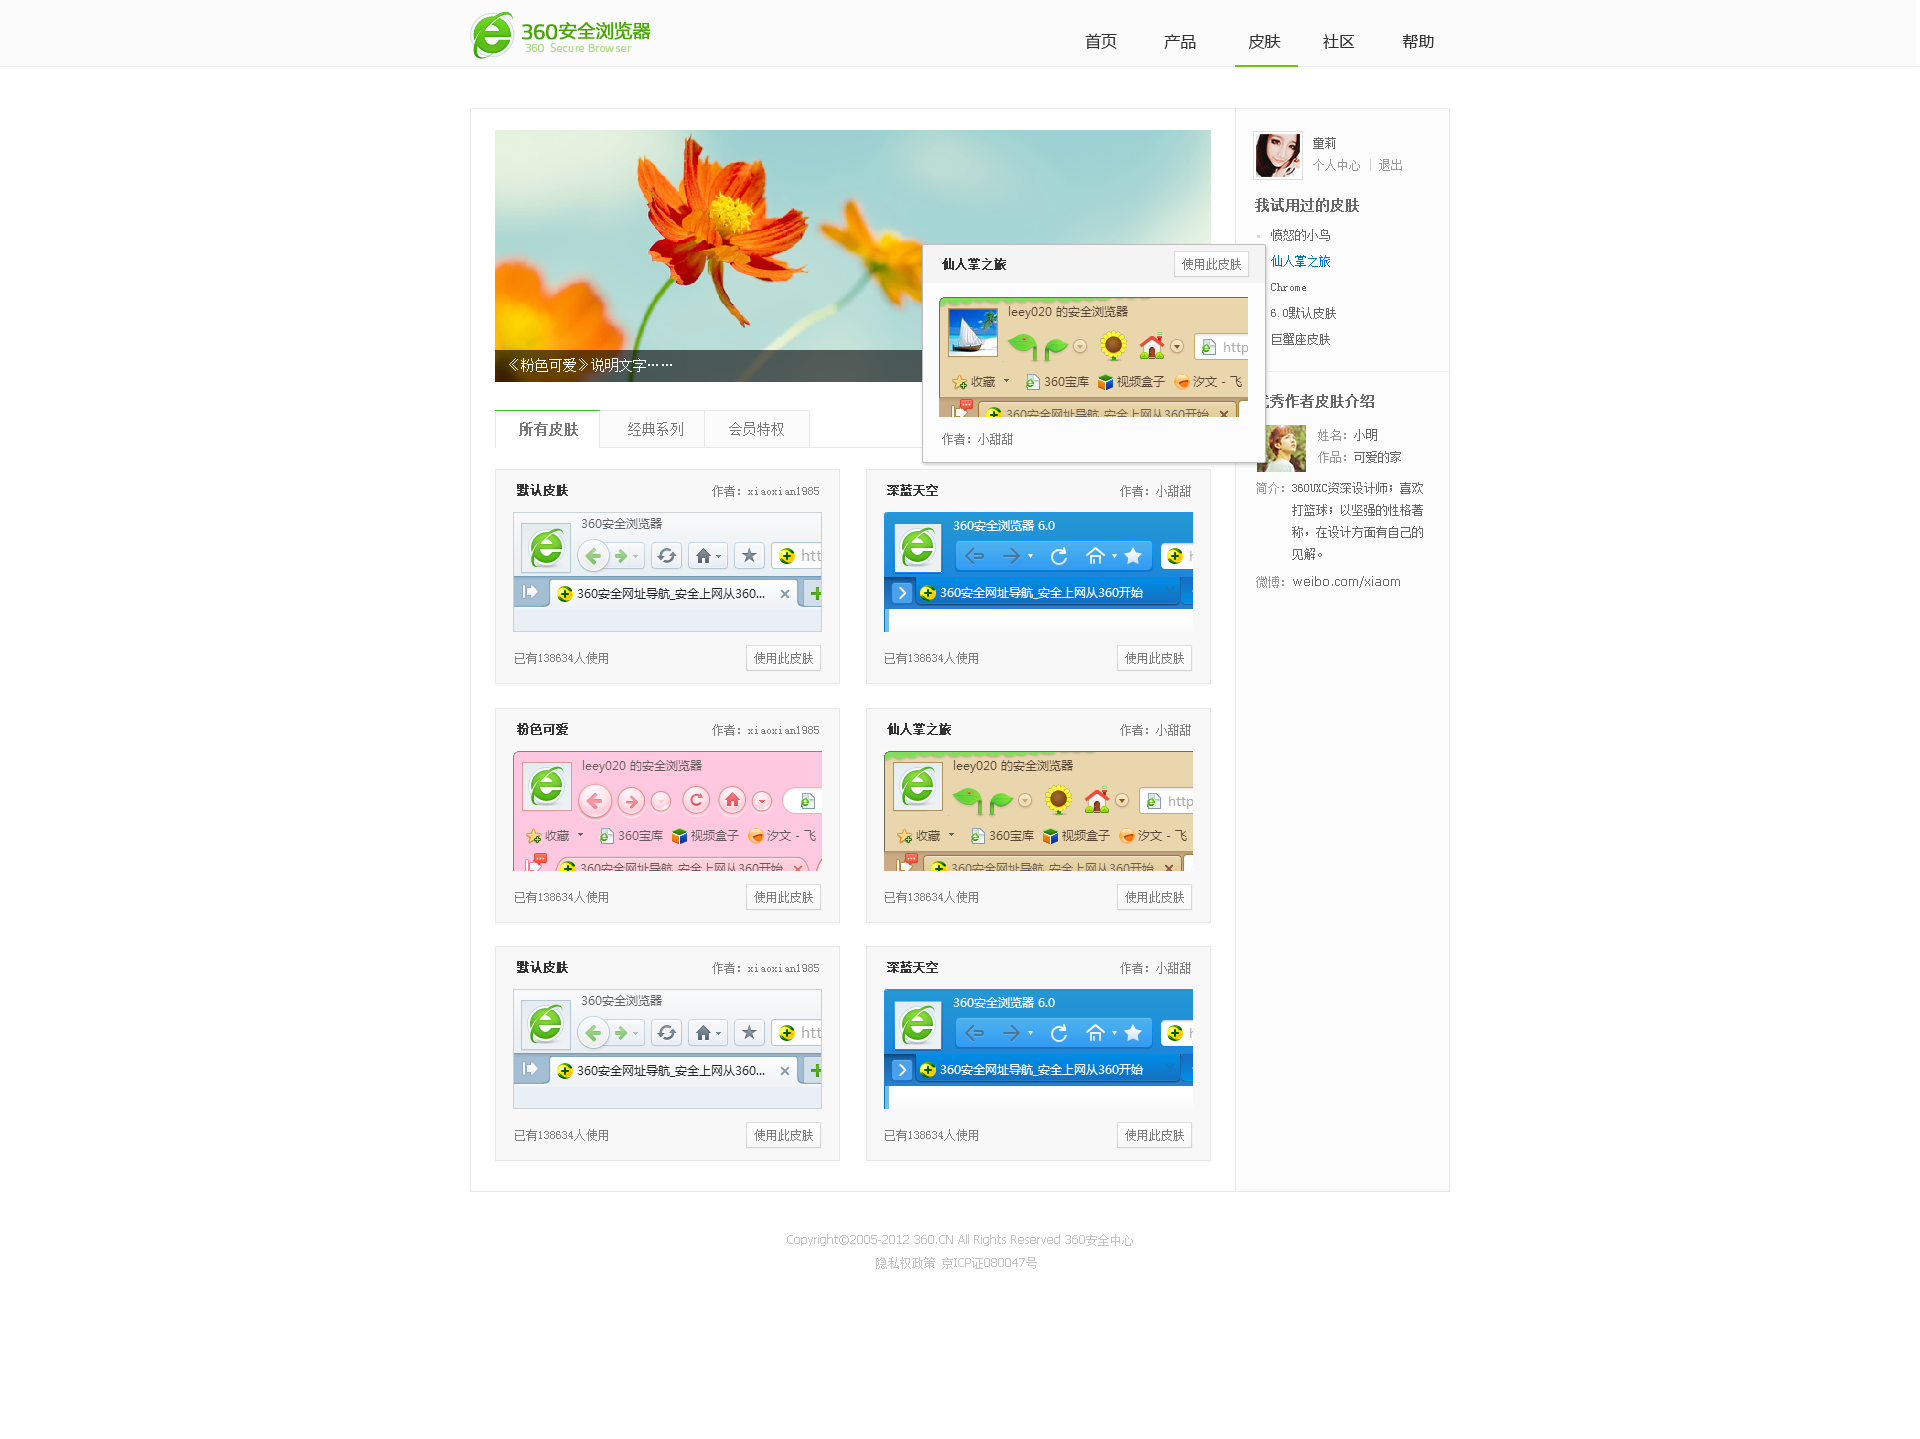 360安全浏览器
360 Secure Browser
首页 产品 皮肤 社区 帮助
童莉
个人中心 | 退出
我试用过的皮肤
愤怒的小鸟
仙人掌之旅
Chrome
6.0默认皮肤
巨蟹座皮肤
《粉色可爱》说明文字……
仙人掌之旅 使用此皮肤
leey020 的安全浏览器
http
收藏 360宝库 视频盒子 汐文 - 飞
360安全网址导航_安全上网从360开始
作者：小甜甜
优秀作者皮肤介绍
姓名：小明
作品：可爱的家
简介：360UXC资深设计师；喜欢
打篮球；以坚强的性格著
称，在设计方面有自己的
见解。
微博：weibo.com/xiaom
所有皮肤 经典系列 会员特权
默认皮肤 作者：xiaoxian1985
360安全浏览器
htt
360安全网址导航_安全上网从360...
已有138634人使用 使用此皮肤
深蓝天空 作者：小甜甜
360安全浏览器 6.0
360安全网址导航_安全上网从360开始
已有138634人使用 使用此皮肤
粉色可爱 作者：xiaoxian1985
leey020 的安全浏览器
收藏 360宝库 视频盒子 汐文 - 飞
360安全网址导航_安全上网从360开始
已有138634人使用 使用此皮肤
仙人掌之旅 作者：小甜甜
leey020 的安全浏览器
http
收藏 360宝库 视频盒子 汐文 - 飞
360安全网址导航_安全上网从360开始
已有138634人使用 使用此皮肤
默认皮肤 作者：xiaoxian1985
360安全浏览器
htt
360安全网址导航_安全上网从360...
已有138634人使用 使用此皮肤
深蓝天空 作者：小甜甜
360安全浏览器 6.0
360安全网址导航_安全上网从360开始
已有138634人使用 使用此皮肤
Copyright©2005-2012 360.CN All Rights Reserved 360安全中心
隐私权政策 京ICP证080047号